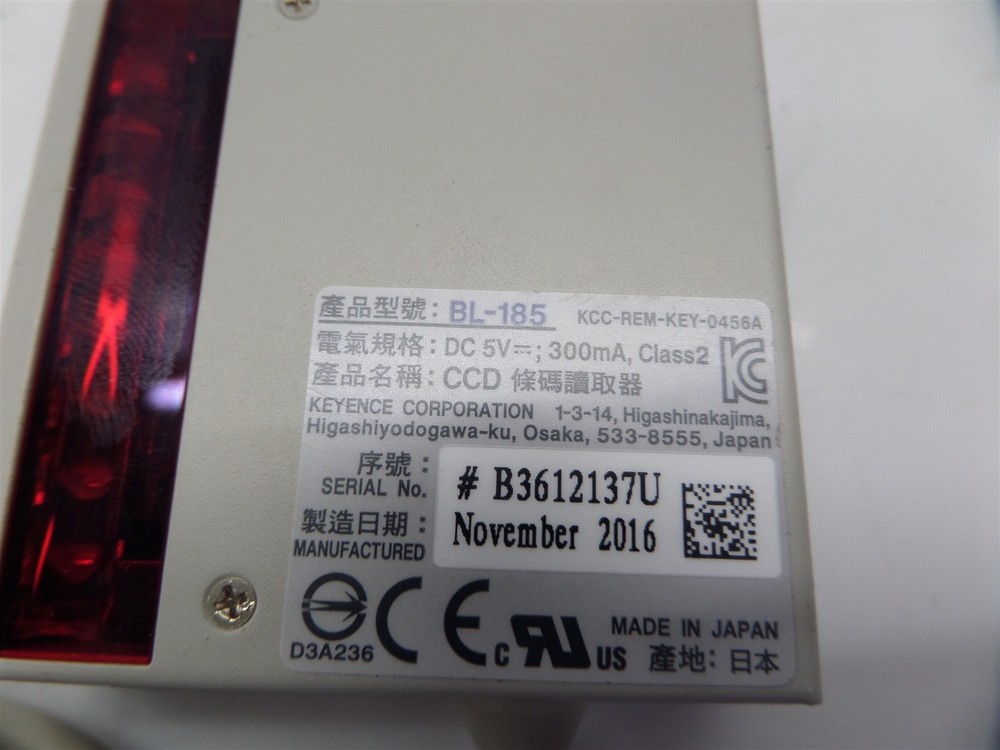 產品型號: BL-185 KCC-REM-KEY-0456A
電氣規格: DC 5V⎓; 300mA, Class2
產品名稱: CCD 條碼讀取器
KEYENCE CORPORATION 1-3-14, Higashinakajima,
Higashiyodogawa-ku, Osaka, 533-8555, Japan
序號:
SERIAL No. # B3612137U
製造日期:
MANUFACTURED November 2016
D3A236 CE c RU US MADE IN JAPAN
產地: 日本